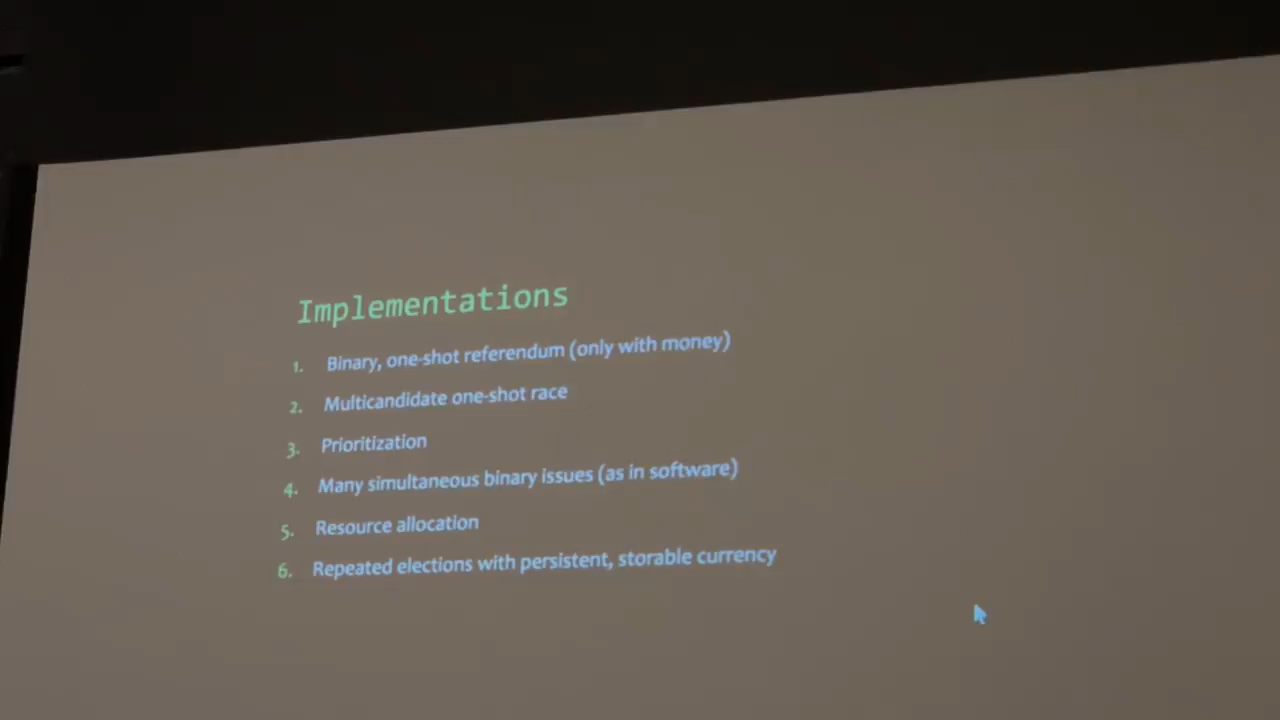 Implementations
1. Binary, one-shot referendum (only with money)
2. Multicandidate one-shot race
3. Prioritization
4. Many simultaneous binary issues (as in software)
5. Resource allocation
6. Repeated elections with persistent, storable currency